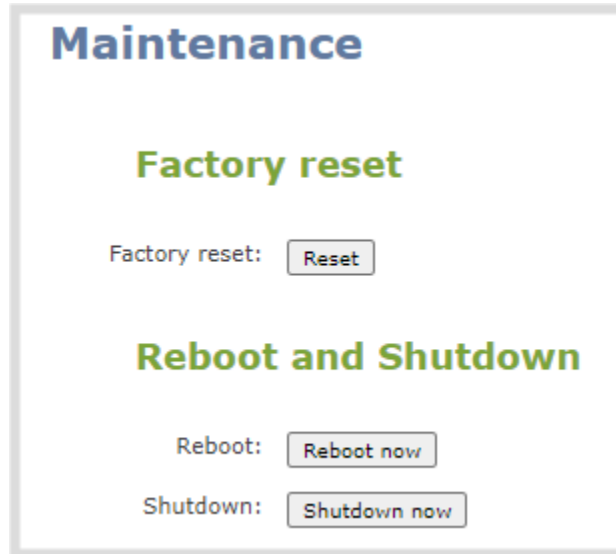 Maintenance
Factory reset
Factory reset: Reset
Reboot and Shutdown
Reboot: Reboot now
Shutdown: Shutdown now